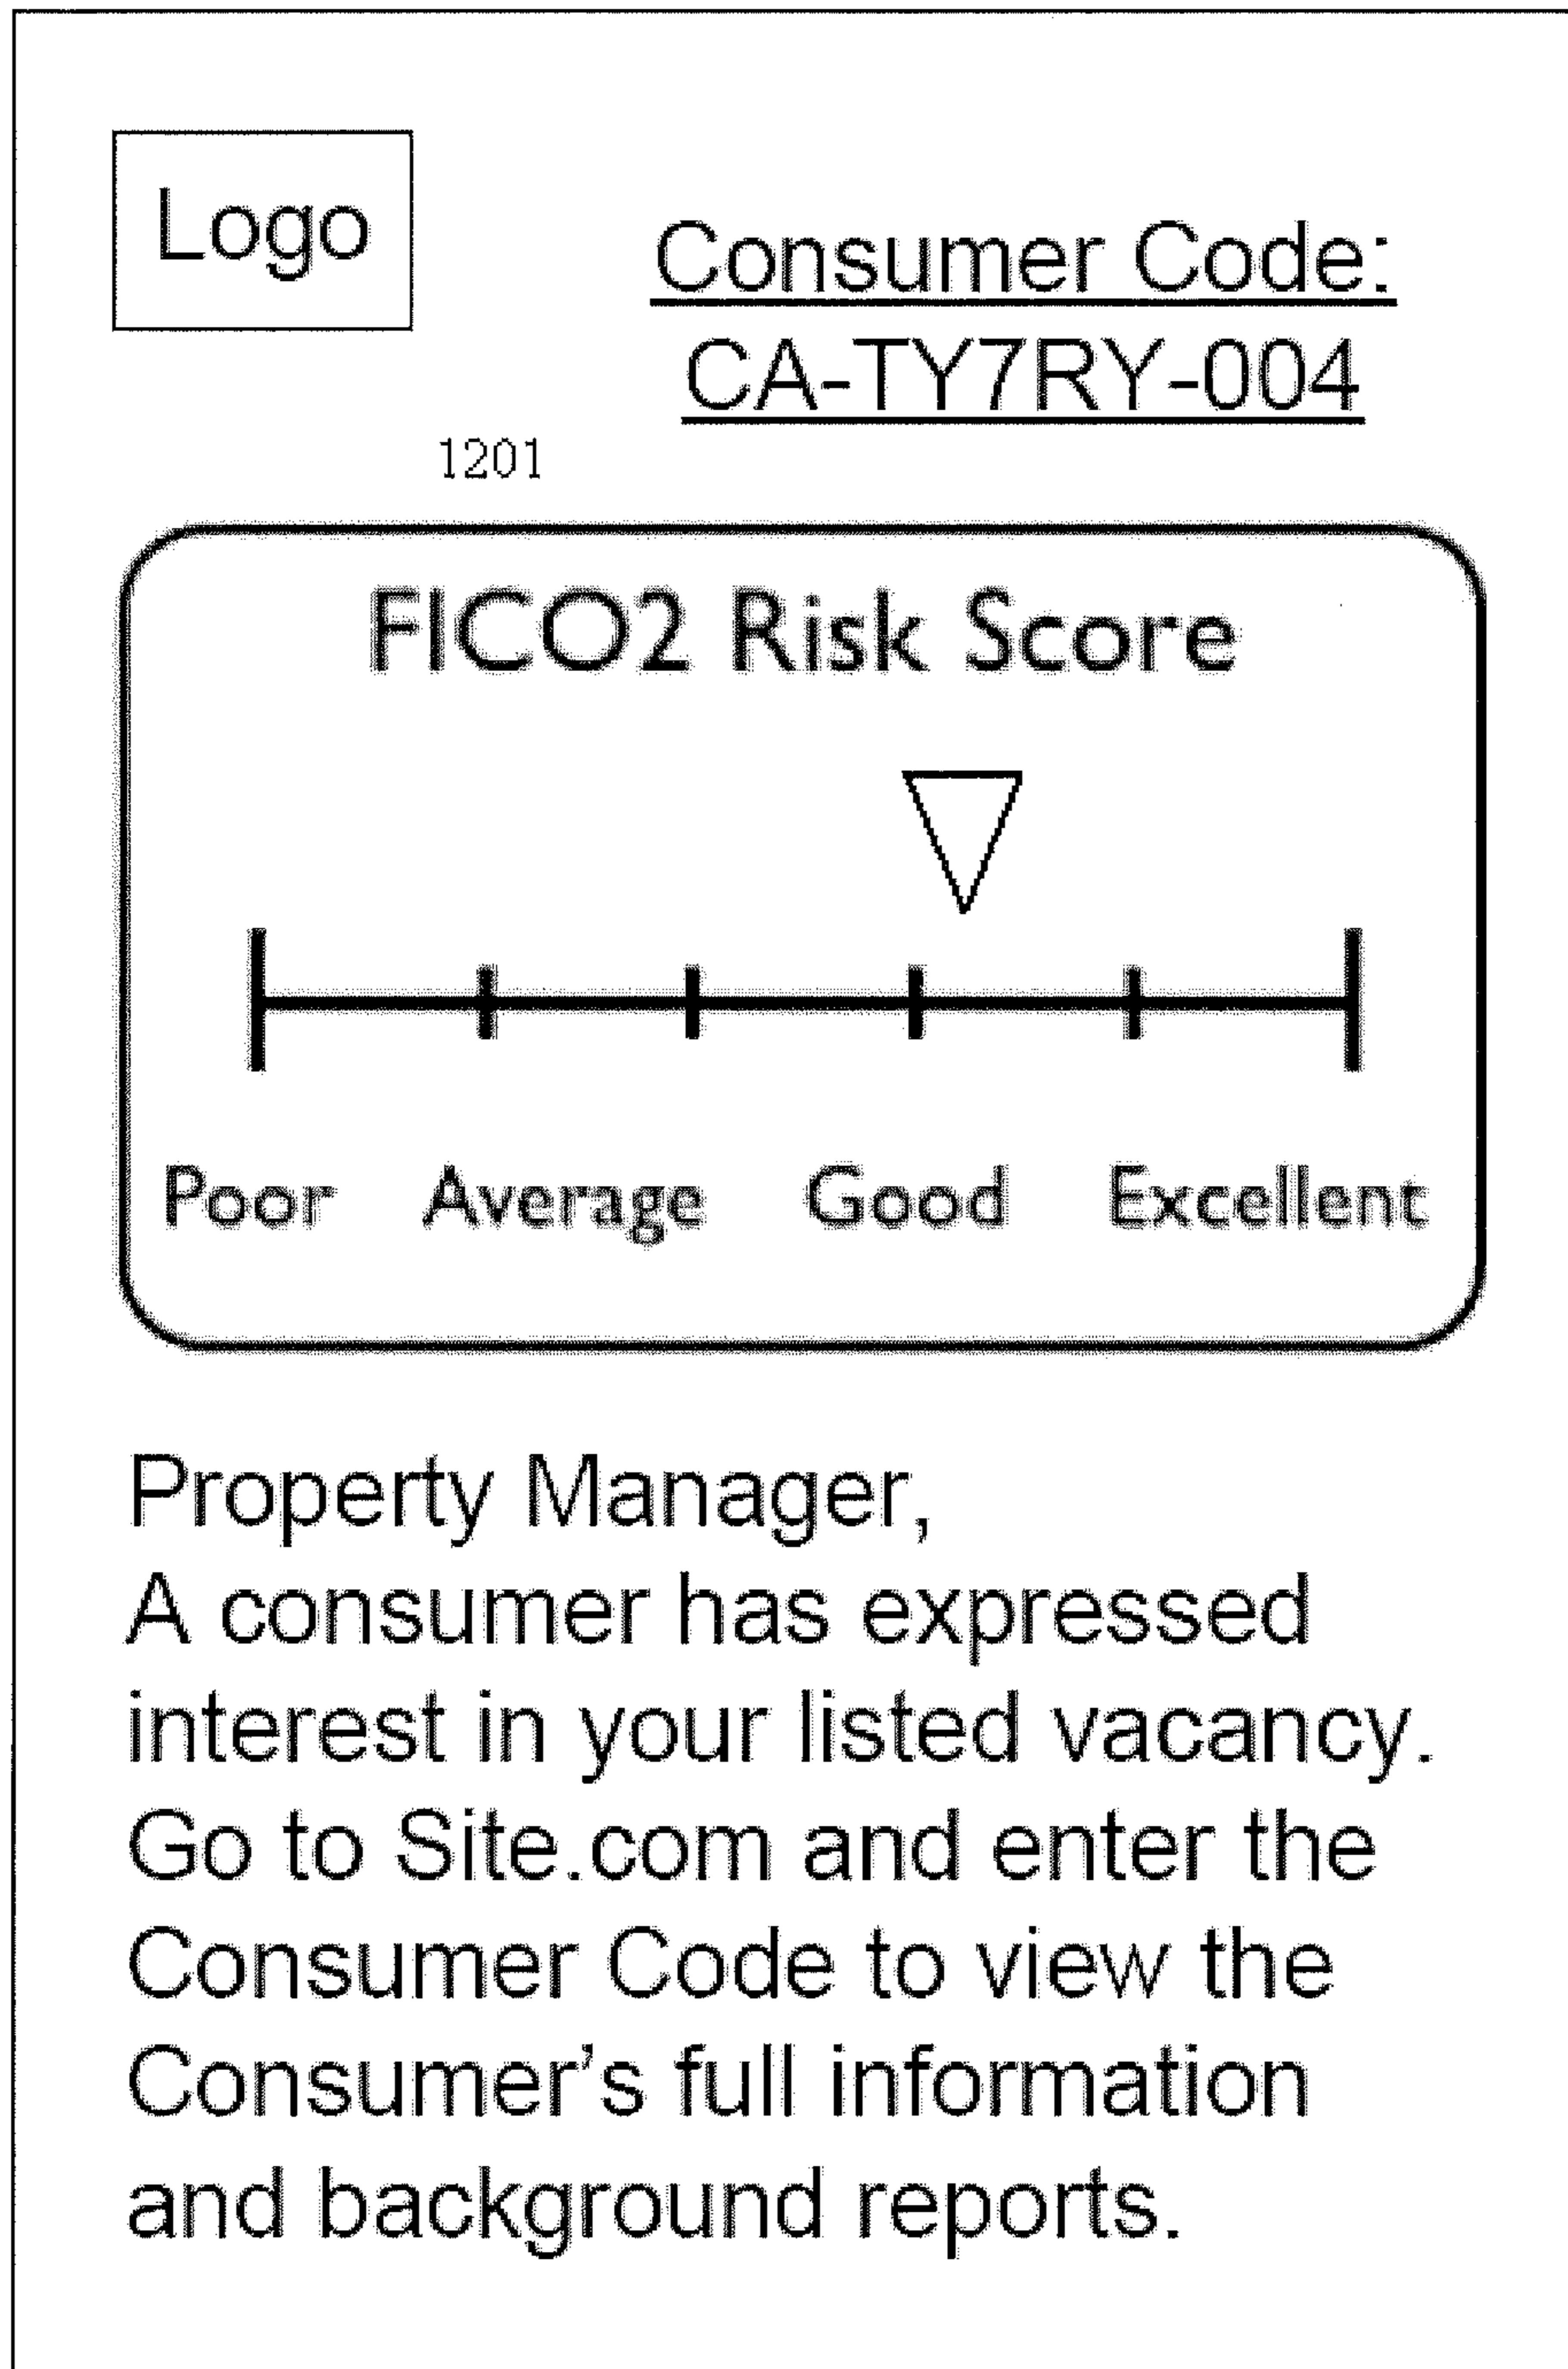 Logo
Consumer Code:
CA-TY7RY-004
1201
FICO2 Risk Score
Poor Average Good Excellent
Property Manager,
A consumer has expressed
interest in your listed vacancy.
Go to Site.com and enter the
Consumer Code to view the
Consumer’s full information
and background reports.